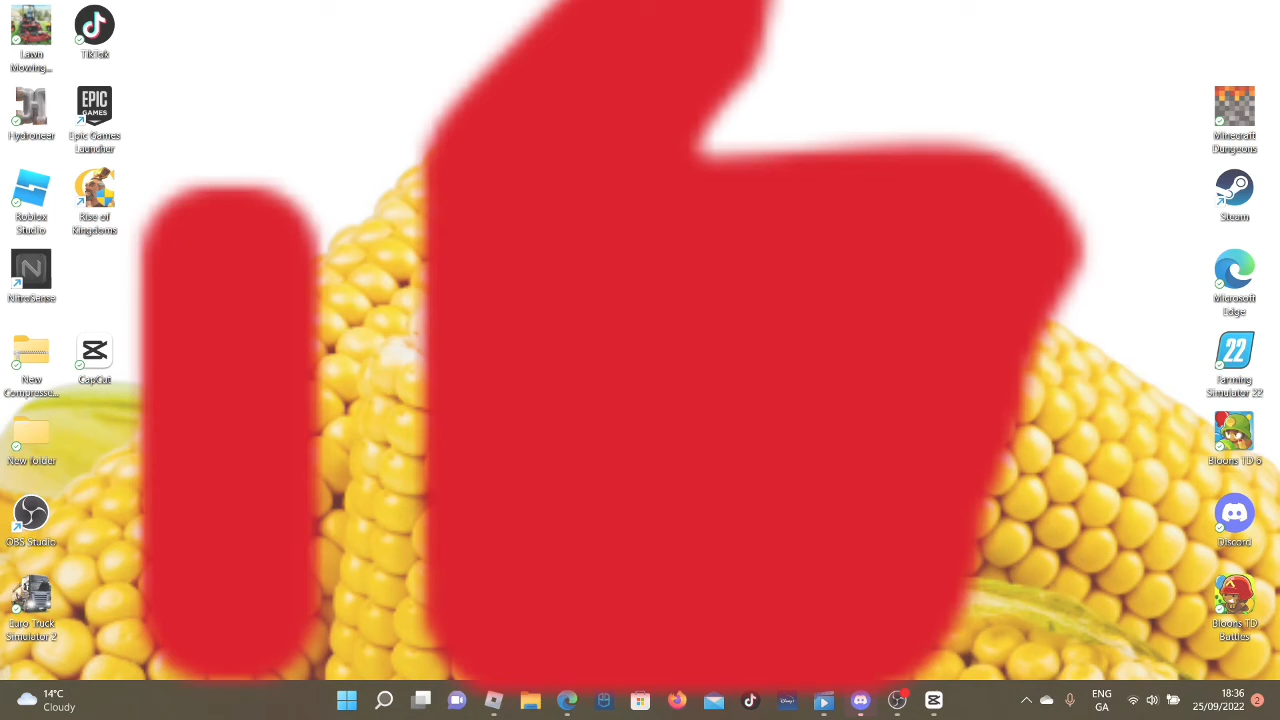 Lawn
Mowing...
TikTok
Hydroneer
EPIC
GAMES
Epic Games
Launcher
Roblox
Studio
Rise of
Kingdoms
NitroSense
New
Compresse...
CapCut
New folder
OBS Studio
Euro Truck
Simulator 2
Minecraft
Dungeons
Steam
Microsoft
Edge
22
Farming
Simulator 22
Bloons TD 6
Discord
Bloons TD
Battles
14°C
Cloudy
Disney+
ENG
GA
18:36
25/09/2022
2